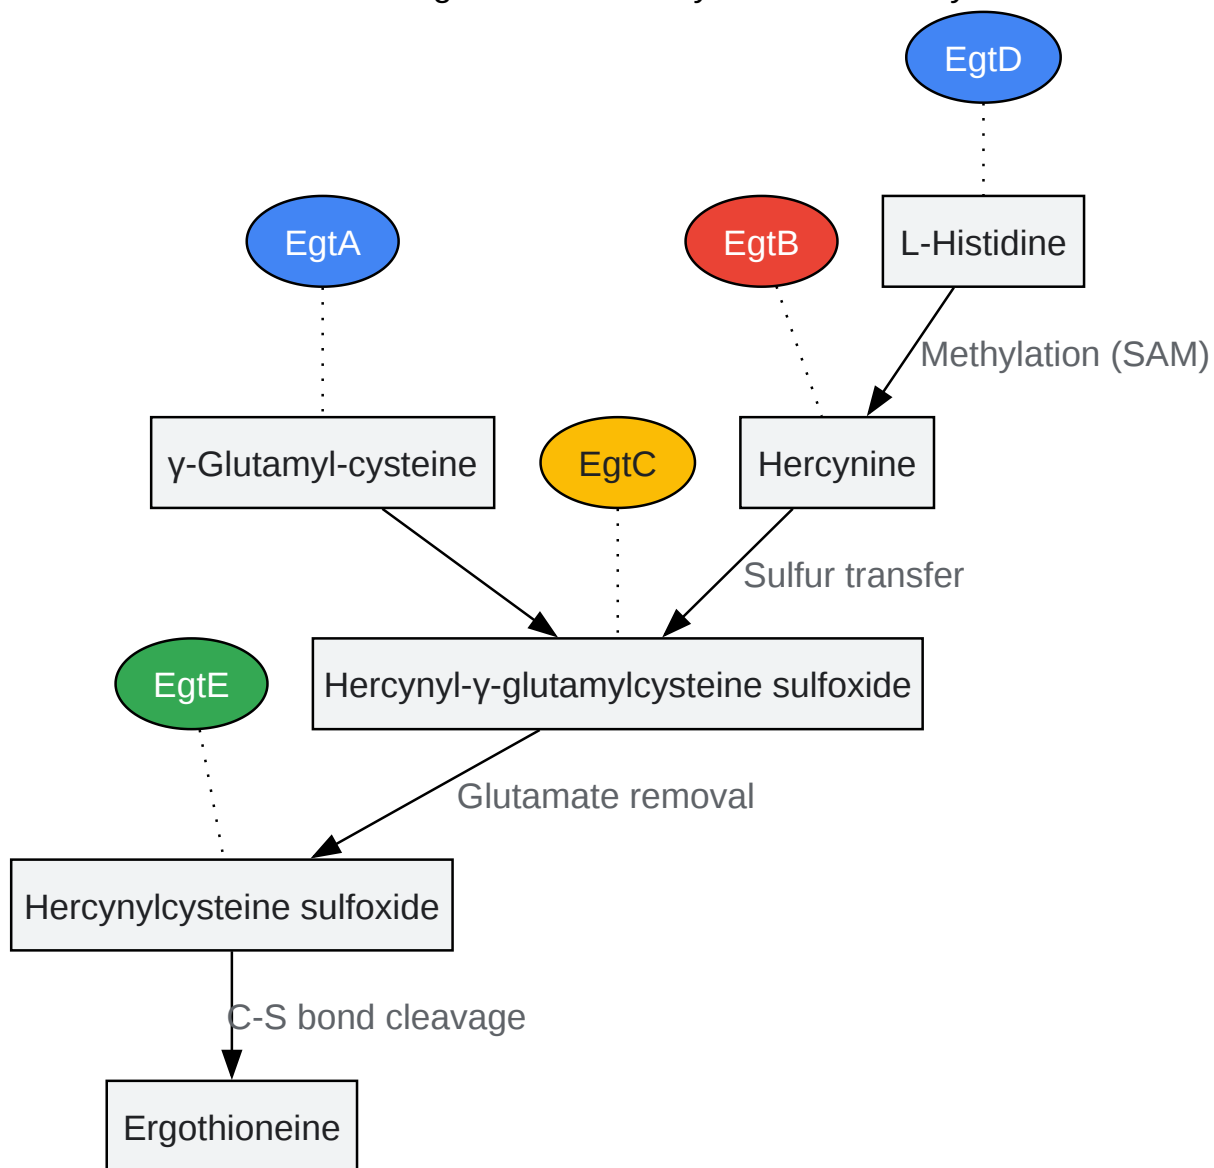 EgtD
EgtA
EgtB
L-Histidine
Methylation (SAM)
γ-Glutamyl-cysteine
EgtC
Hercynine
Sulfur transfer
EgtE
Hercynyl-γ-glutamylcysteine sulfoxide
Glutamate removal
Hercynylcysteine sulfoxide
C-S bond cleavage
Ergothioneine